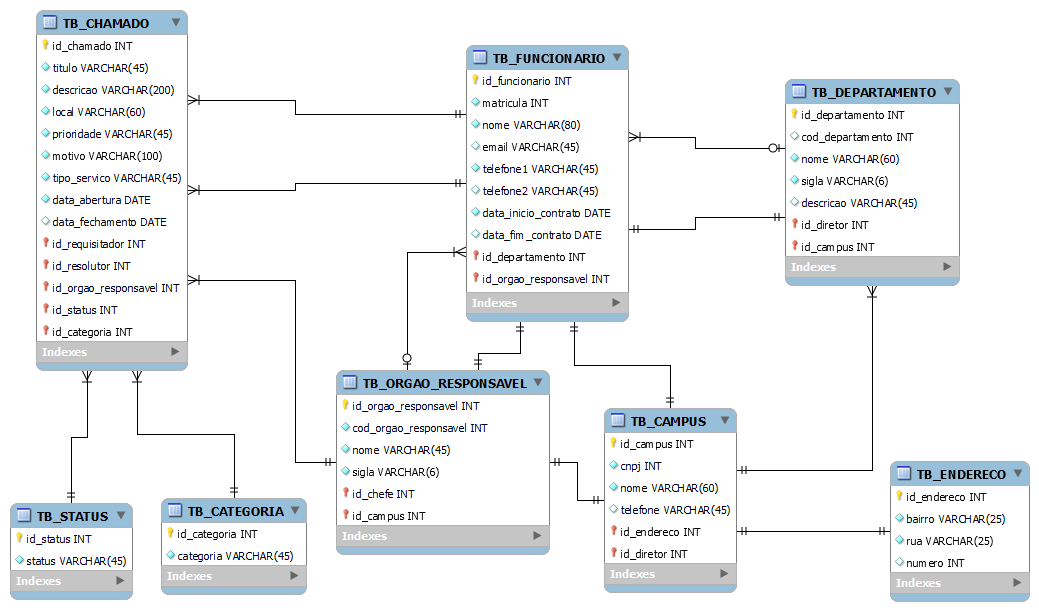 TB_CHAMADO
id_chamado INT
titulo VARCHAR(45)
descricao VARCHAR(200)
local VARCHAR(60)
prioridade VARCHAR(45)
motivo VARCHAR(100)
tipo_servico VARCHAR(45)
data_abertura DATE
data_fechamento DATE
id_requisitador INT
id_resolutor INT
id_orgao_responsavel INT
id_status INT
id_categoria INT
Indexes
TB_FUNCIONARIO
id_funcionario INT
matricula INT
nome VARCHAR(80)
email VARCHAR(45)
telefone1 VARCHAR(45)
telefone2 VARCHAR(45)
data_inicio_contrato DATE
data_fim_contrato DATE
id_departamento INT
id_orgao_responsavel INT
Indexes
TB_DEPARTAMENTO
id_departamento INT
cod_departamento INT
nome VARCHAR(60)
sigla VARCHAR(6)
descricao VARCHAR(45)
id_diretor INT
id_campus INT
Indexes
TB_ORGAO_RESPONSAVEL
id_orgao_responsavel INT
cod_orgao_responsavel INT
nome VARCHAR(45)
sigla VARCHAR(6)
id_chefe INT
id_campus INT
Indexes
TB_CAMPUS
id_campus INT
cnpj INT
nome VARCHAR(60)
telefone VARCHAR(45)
id_endereco INT
id_diretor INT
Indexes
TB_ENDERECO
id_endereco INT
bairro VARCHAR(25)
rua VARCHAR(25)
numero INT
Indexes
TB_STATUS
id_status INT
status VARCHAR(45)
Indexes
TB_CATEGORIA
id_categoria INT
categoria VARCHAR(45)
Indexes